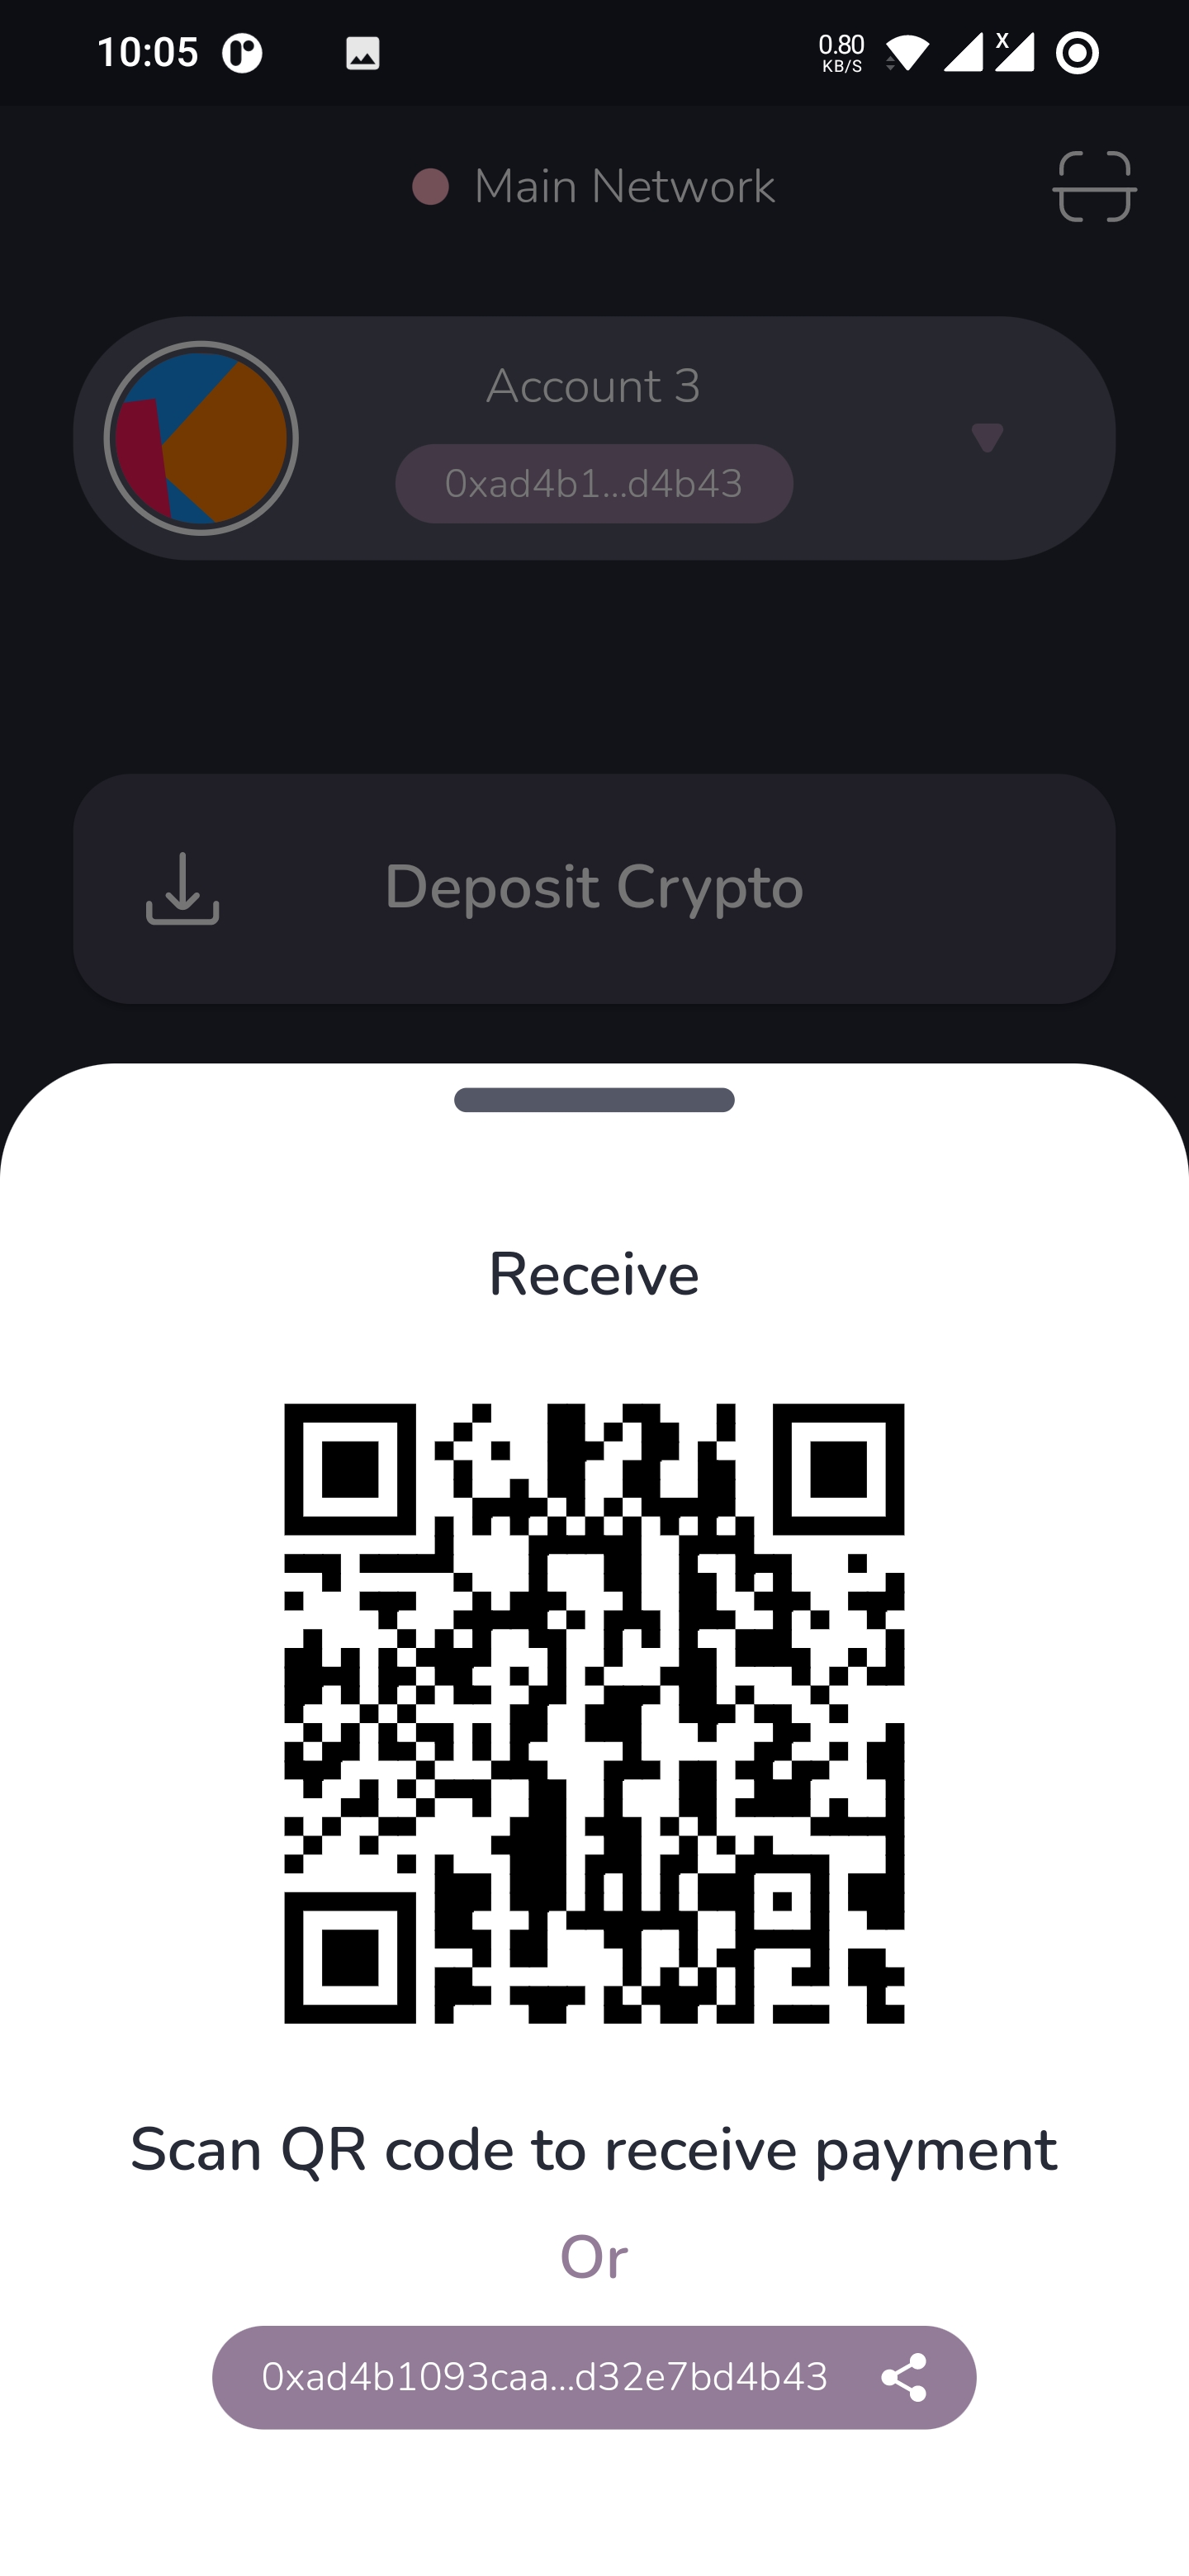 10:05
0.80
KB/S
X
Main Network
Account 3
0xad4b1...d4b43
Deposit Crypto
Receive
Scan QR code to receive payment
Or
0xad4b1093caa...d32e7bd4b43